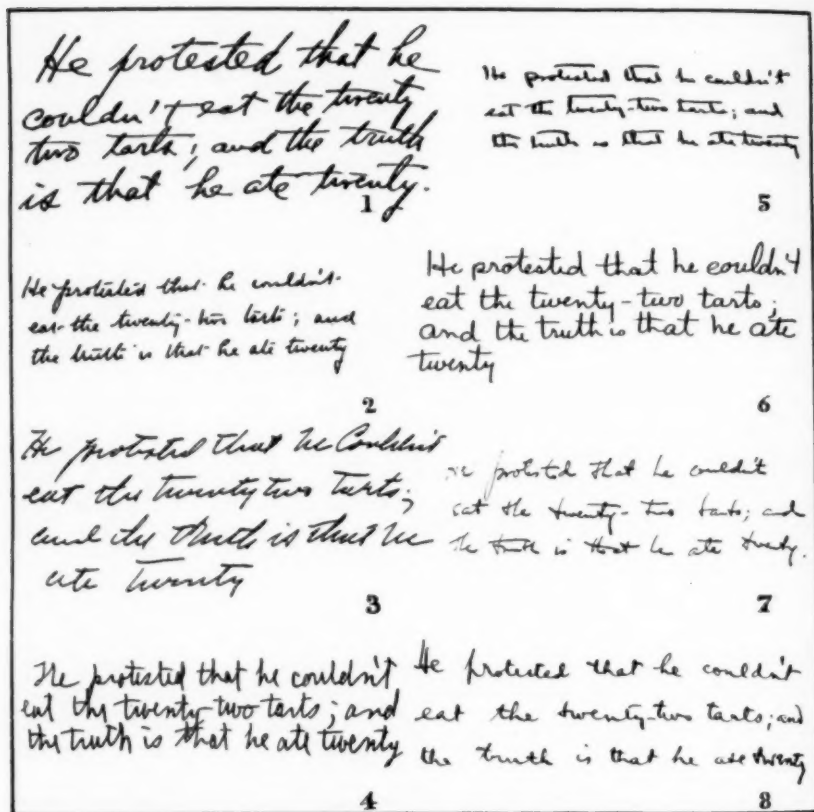 He protested that he
couldn't eat the twenty
two tarts; and the truth
is that he ate twenty.
1
He protested that he couldn't
eat the twenty-two tarts; and
the truth is that he ate twenty
2
He protested that he Couldn't
eat the twenty two tarts;
and the truth is that he
ate twenty
3
He protested that he couldn't
eat the twenty-two tarts; and
the truth is that he ate twenty
4
He protested that he couldn't
eat the twenty-two tarts; and
the truth is that he ate twenty
5
He protested that he couldn't
eat the twenty-two tarts;
and the truth is that he ate
twenty
6
He protested that he couldn't
eat the twenty-two tarts; and
the truth is that he ate twenty.
7
He protested that he couldn't
eat the twenty-two tarts; and
the truth is that he ate twenty
8